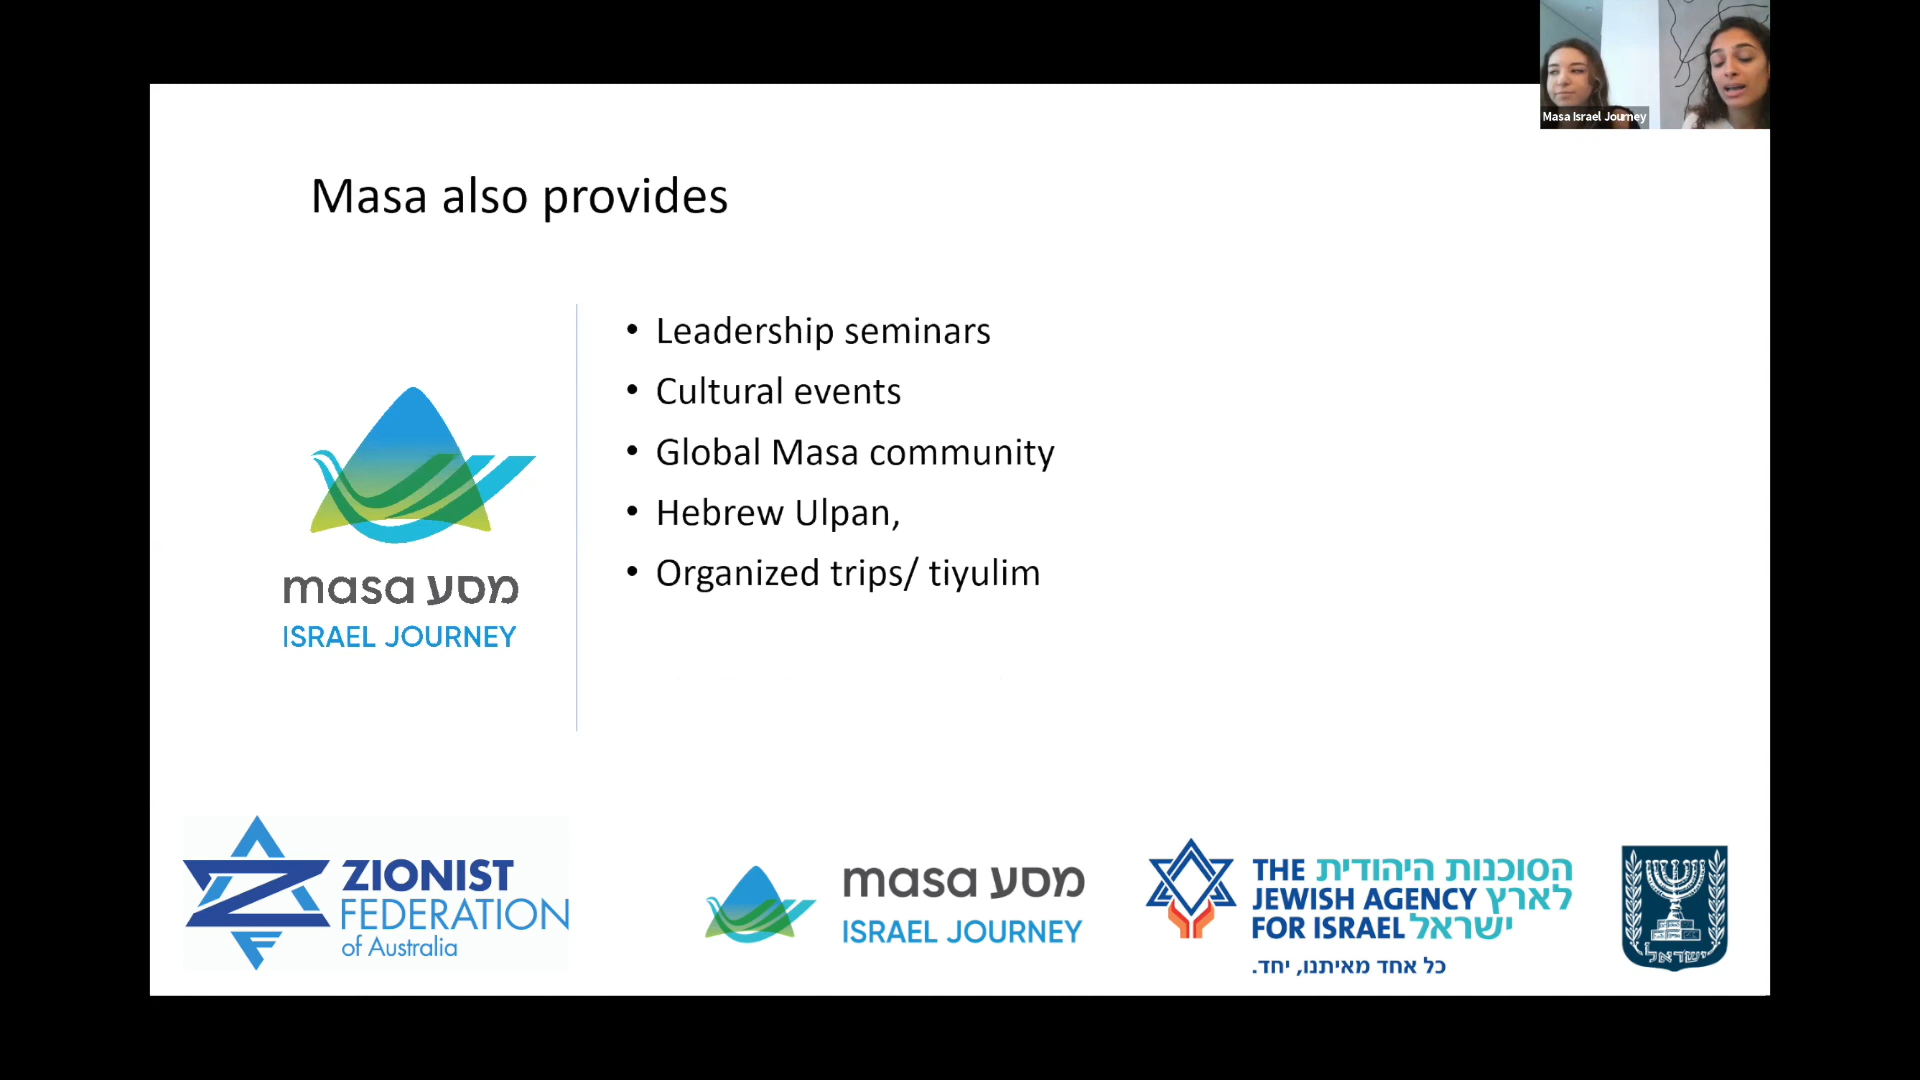 Masa Israel Journey
Masa also provides
• Leadership seminars
• Cultural events
• Global Masa community
• Hebrew Ulpan,
• Organized trips/ tiyulim
masa מסע
ISRAEL JOURNEY
ZIONIST
FEDERATION
of Australia
masa מסע
ISRAEL JOURNEY
THE הסוכנות היהודית
JEWISH AGENCY לארץ
FOR ISRAEL ישראל
כל אחד מאיתנו, יחד.
ישראל